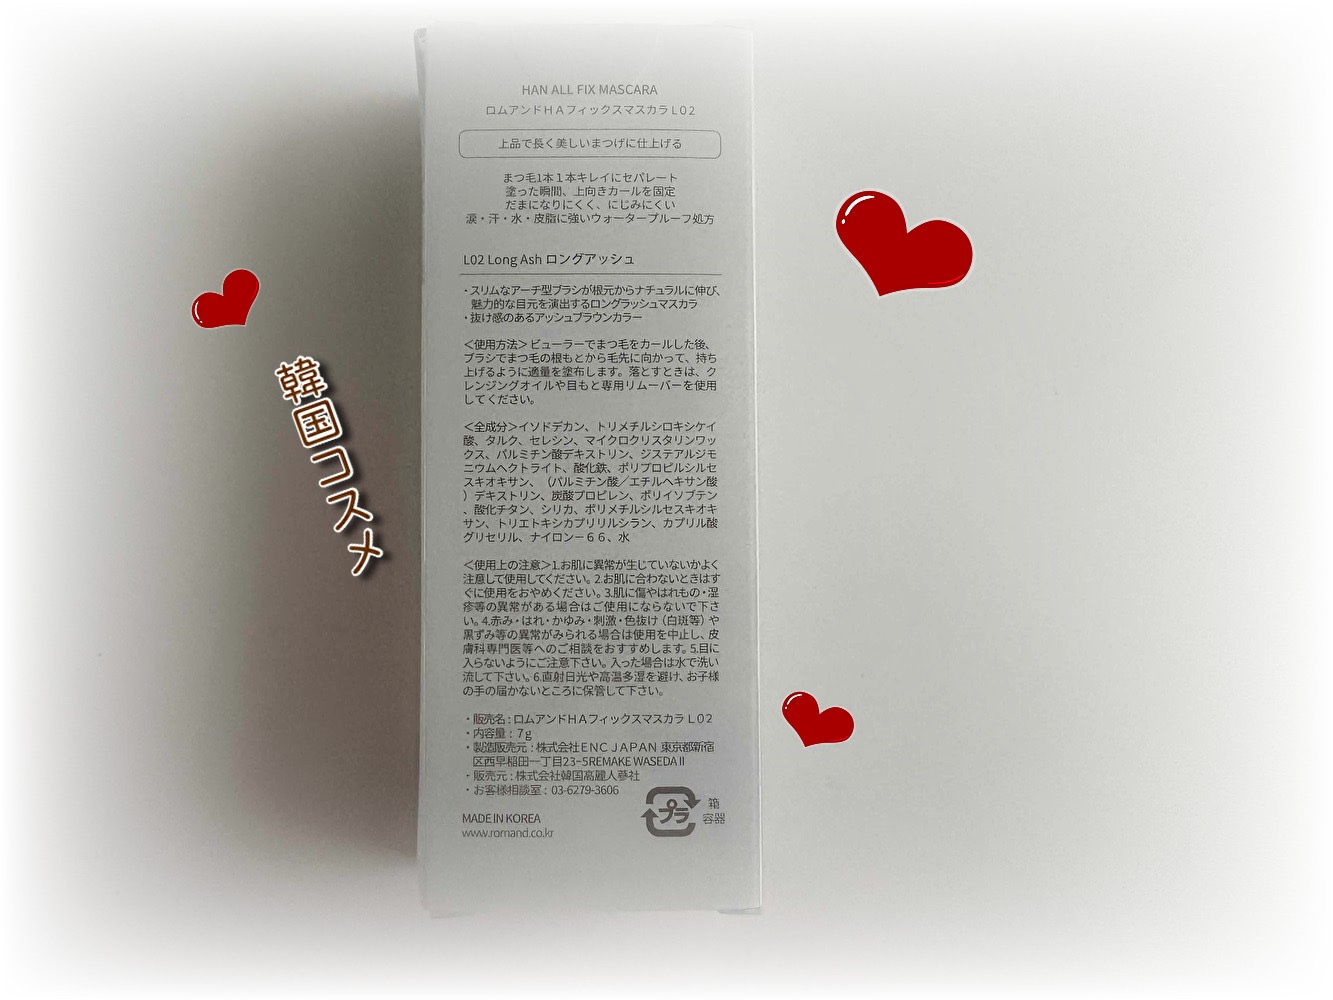 HAN ALL FIX MASCARA
ロムアンドＨＡフィックスマスカラＬ０２
上品で長く美しいまつげに仕上げる
まつ毛1本１本キレイにセパレート
塗った瞬間、上向きカールを固定
だまになりにくく、にじみにくい
涙・汗・水・皮脂に強いウォータープルーフ処方
L02 Long Ash ロングアッシュ
・スリムなアーチ型ブラシが根元からナチュラルに伸び、
魅力的な目元を演出するロングラッシュマスカラ
・抜け感のあるアッシュブラウンカラー
＜使用方法＞ビューラーでまつ毛をカールした後、
ブラシでまつ毛の根もとから毛先に向かって、持ち
上げるように適量を塗布します。落とすときは、ク
レンジングオイルや目もと専用リムーバーを使用
してください。
＜全成分＞イソドデカン、トリメチルシロキシケイ
酸、タルク、セレシン、マイクロクリスタリンワッ
クス、パルミチン酸デキストリン、ジステアルジモ
ニウムヘクトライト、酸化鉄、ポリプロピルシルセ
スキオキサン、（パルミチン酸／エチルヘキサン酸
）デキストリン、炭酸プロピレン、ポリイソブテン
、酸化チタン、シリカ、ポリメチルシルセスキオキ
サン、トリエトキシカプリリルシラン、カプリル酸
グリセリル、ナイロン－６６、水
＜使用上の注意＞1.お肌に異常が生じていないかよく
注意して使用してください。2.お肌に合わないときはす
ぐに使用をおやめください。3.肌に傷やはれもの・湿
疹等の異常がある場合はご使用にならないで下さ
い。4.赤み・はれ・かゆみ・刺激・色抜け（白斑等）や
黒ずみ等の異常がみられる場合は使用を中止し、皮
膚科専門医等へのご相談をおすすめします。5.目に
入らないようにご注意下さい。入った場合は水で洗い
流して下さい。6.直射日光や高温多湿を避け、お子様
の手の届かないところに保管して下さい。
・販売名：ロムアンドＨＡフィックスマスカラ Ｌ０２
・内容量：７ｇ
・製造販売元：株式会社ＥＮＣ ＪＡＰＡＮ 東京都新宿
区西早稲田一丁目23-5REMAKE WASEDAⅡ
・販売元：株式会社韓国高麗人蔘社
・お客様相談室：03-6279-3606
MADE IN KOREA
www.romand.co.kr
プラ
箱
容器
韓国コスメ